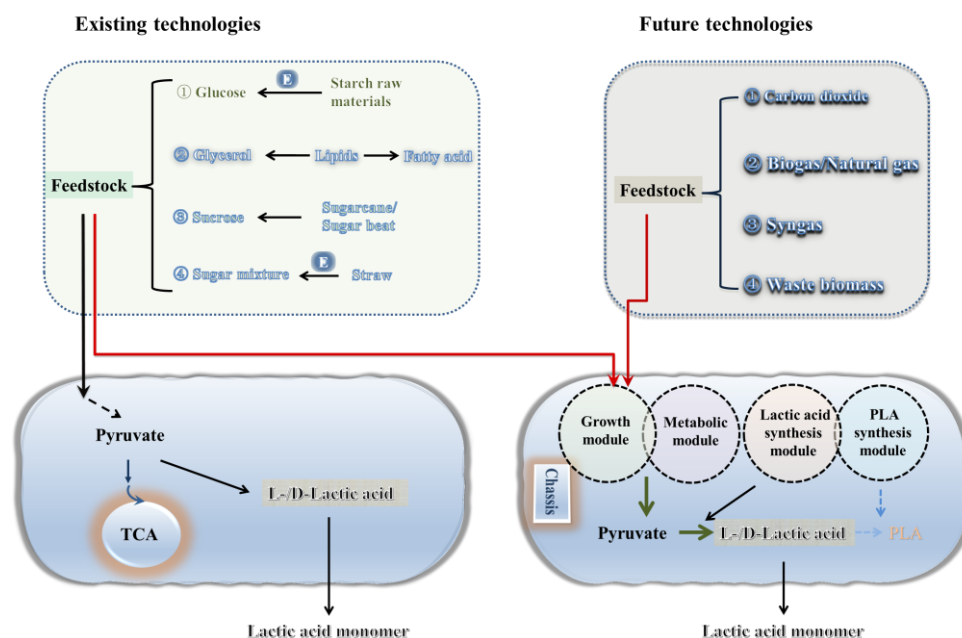 Existing technologies
Future technologies
Feedstock
① Glucose
E
Starch raw
materials
② Glycerol
Lipids
Fatty acid
③ Sucrose
Sugarcane/
Sugar beat
④ Sugar mixture
E
Straw
Feedstock
① Carbon dioxide
② Biogas/Natural gas
③ Syugas
④ Waste biomass
Pyruvate
TCA
L-/D-Lactic acid
Lactic acid monomer
Growth
module
Metabolic
module
Lactic acid
synthesis
module
PLA
synthesis
module
Chassis
Pyruvate
L-/D-Lactic acid
PLA
Lactic acid monomer